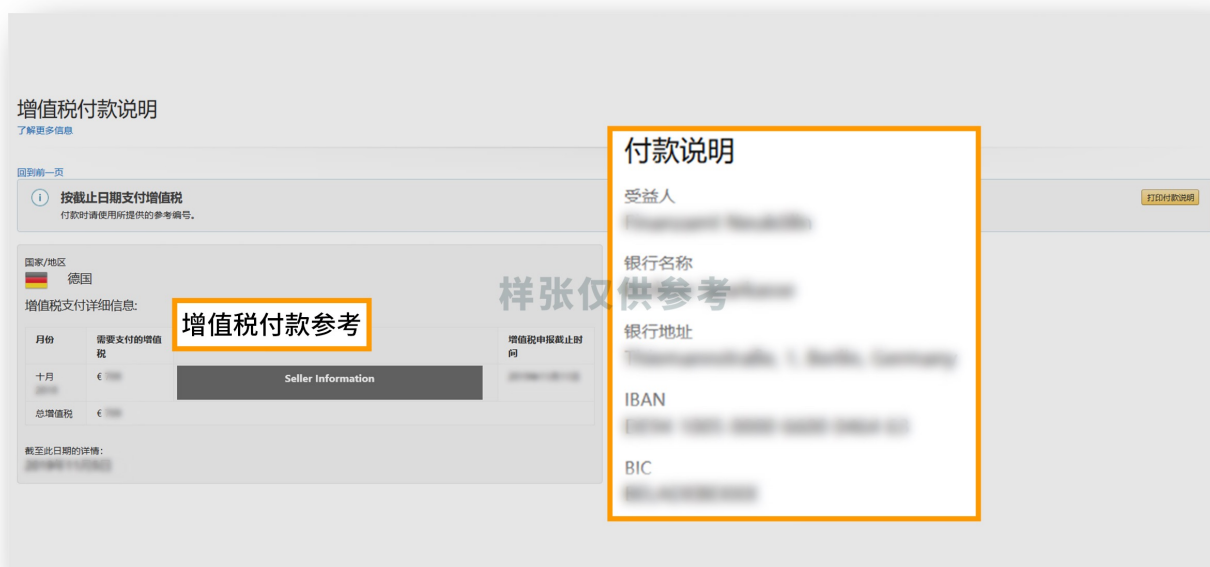 增值税付款说明
了解更多信息
回到前一页
按截止日期支付增值税
付款时请使用所提供的参考编号。
打印付款说明
国家/地区
德国
增值税支付详细信息:
月份
需要支付的增值税
增值税付款参考
增值税申报截止时间
十月
€
Seller Information
总增值税
€
截至此日期的详情:
付款说明
受益人
银行名称
银行地址
IBAN
BIC
样张仅供参考